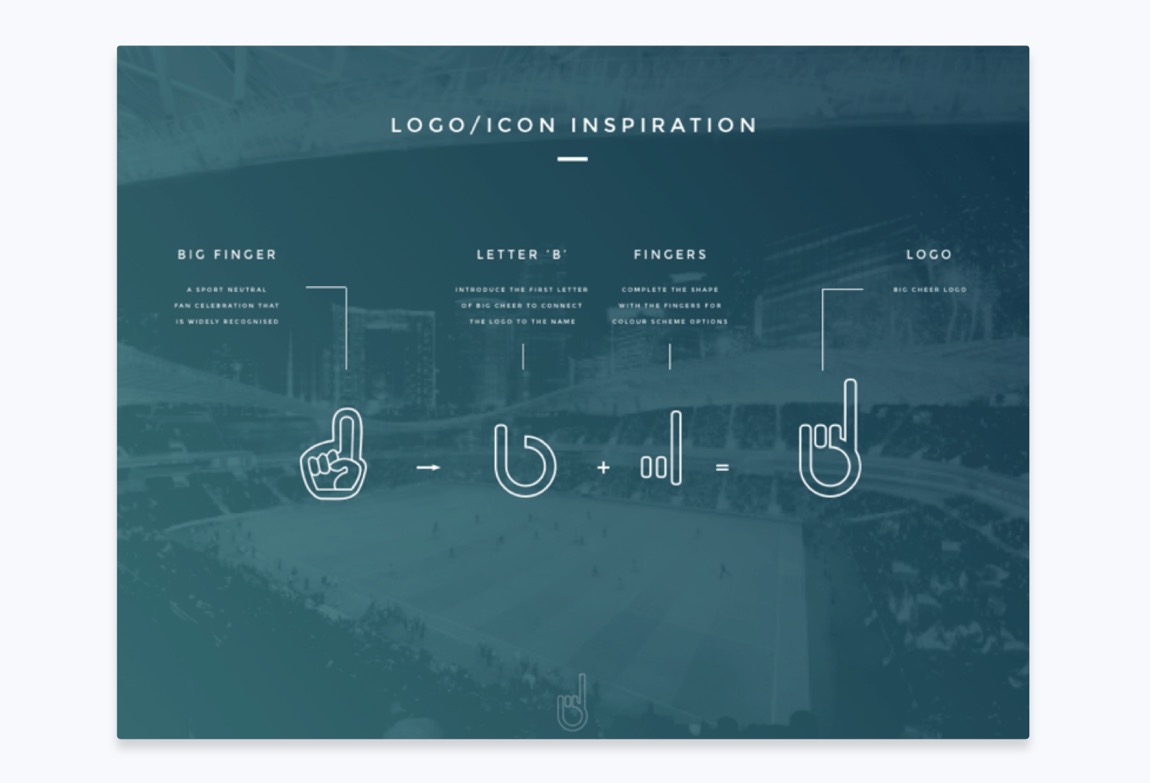 LOGO/ICON INSPIRATION
BIG FINGER
A SPORT NEUTRAL
FAN CELEBRATION THAT
IS WIDELY RECOGNISED
LETTER 'B'
INTRODUCE THE FIRST LETTER
OF BIG CHEER TO CONNECT
THE LOGO TO THE NAME
FINGERS
COMPLETE THE SHAPE
WITH THE FINGERS FOR
COLOUR SCHEME OPTIONS
LOGO
BIG CHEER LOGO
→ + =